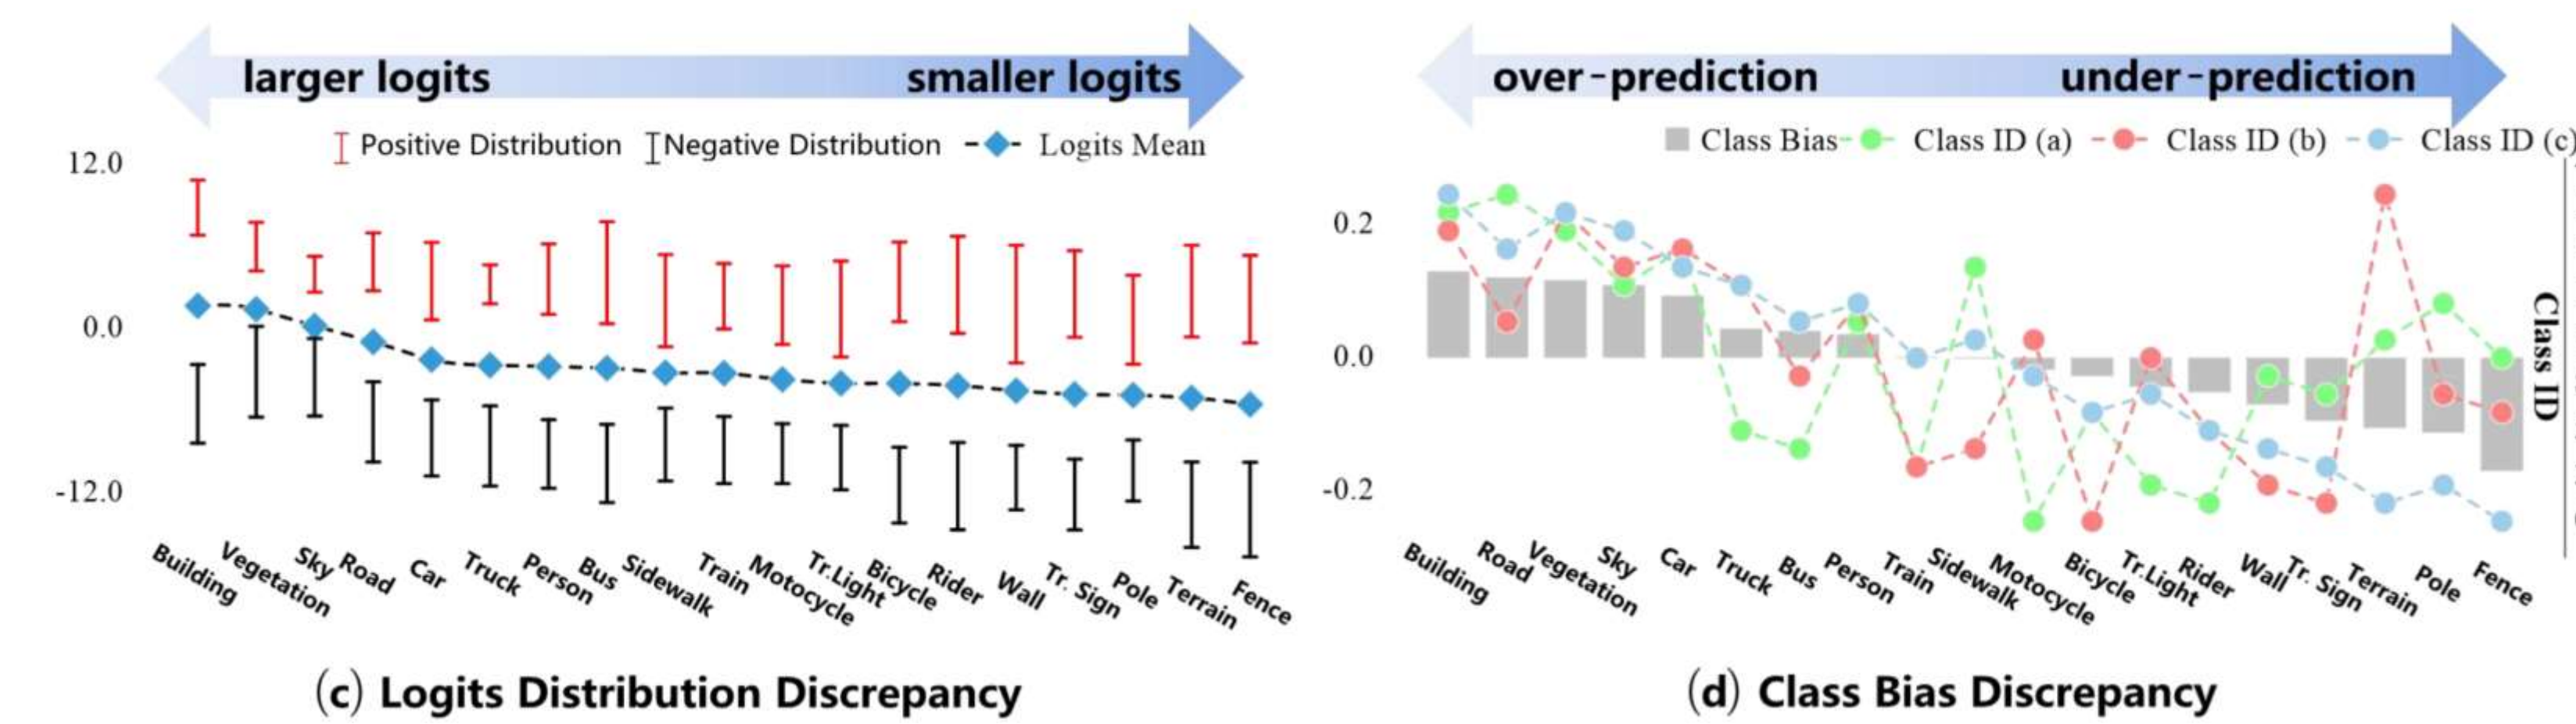 larger logits
smaller logits
Positive Distribution
Negative Distribution
Logits Mean
12.0
0.0
-12.0
Building
Vegetation
Sky
Road
Car
Truck
Person
Bus
Sidewalk
Train
Motocycle
Tr.Light
Bicycle
Rider
Wall
Tr. Sign
Pole
Terrain
Fence
(c) Logits Distribution Discrepancy
over-prediction
under-prediction
Class Bias
Class ID (a)
Class ID (b)
Class ID (c)
0.2
0.0
-0.2
Class ID
Building
Road
Vegetation
Sky
Car
Truck
Bus
Person
Train
Sidewalk
Motocycle
Bicycle
Tr.Light
Rider
Wall
Tr. Sign
Terrain
Pole
Fence
(d) Class Bias Discrepancy